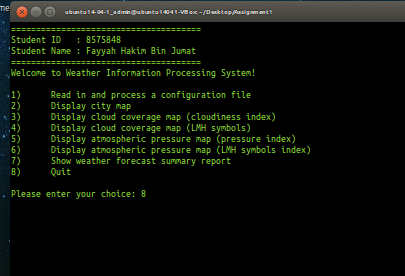 ubuntu14-04-1_admin@ubuntu14041-VBox: ~/Desktop/Assignment1
======================================
Student ID   : 8575848
Student Name : Fayyah Hakim Bin Jumat
======================================
Welcome to Weather Information Processing System!
1)      Read in and process a configuration file
2)      Display city map
3)      Display cloud coverage map (cloudiness index)
4)      Display cloud coverage map (LMH symbols)
5)      Display atmospheric pressure map (pressure index)
6)      Display atmospheric pressure map (LMH symbols index)
7)      Show weather forecast summary report
8)      Quit
Please enter your choice: 8